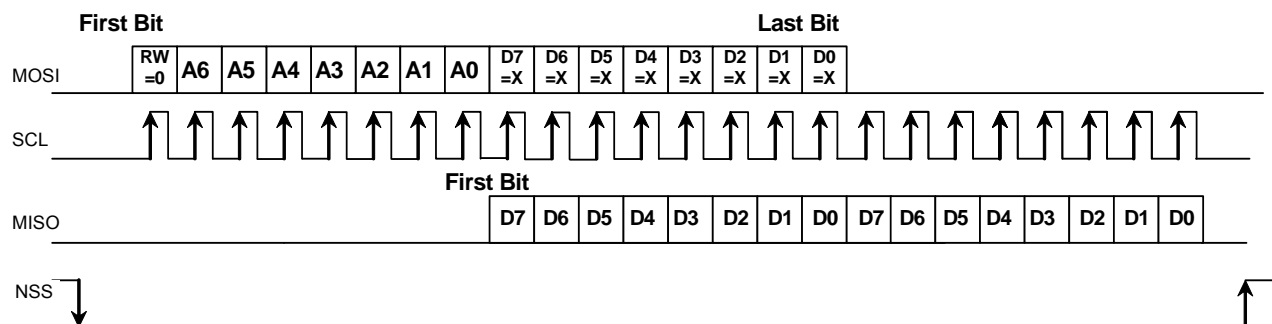 First Bit Last Bit
MOSI RW =0 A6 A5 A4 A3 A2 A1 A0 D7 =X D6 =X D5 =X D4 =X D3 =X D2 =X D1 =X D0 =X
SCL
First Bit
MISO D7 D6 D5 D4 D3 D2 D1 D0 D7 D6 D5 D4 D3 D2 D1 D0
NSS